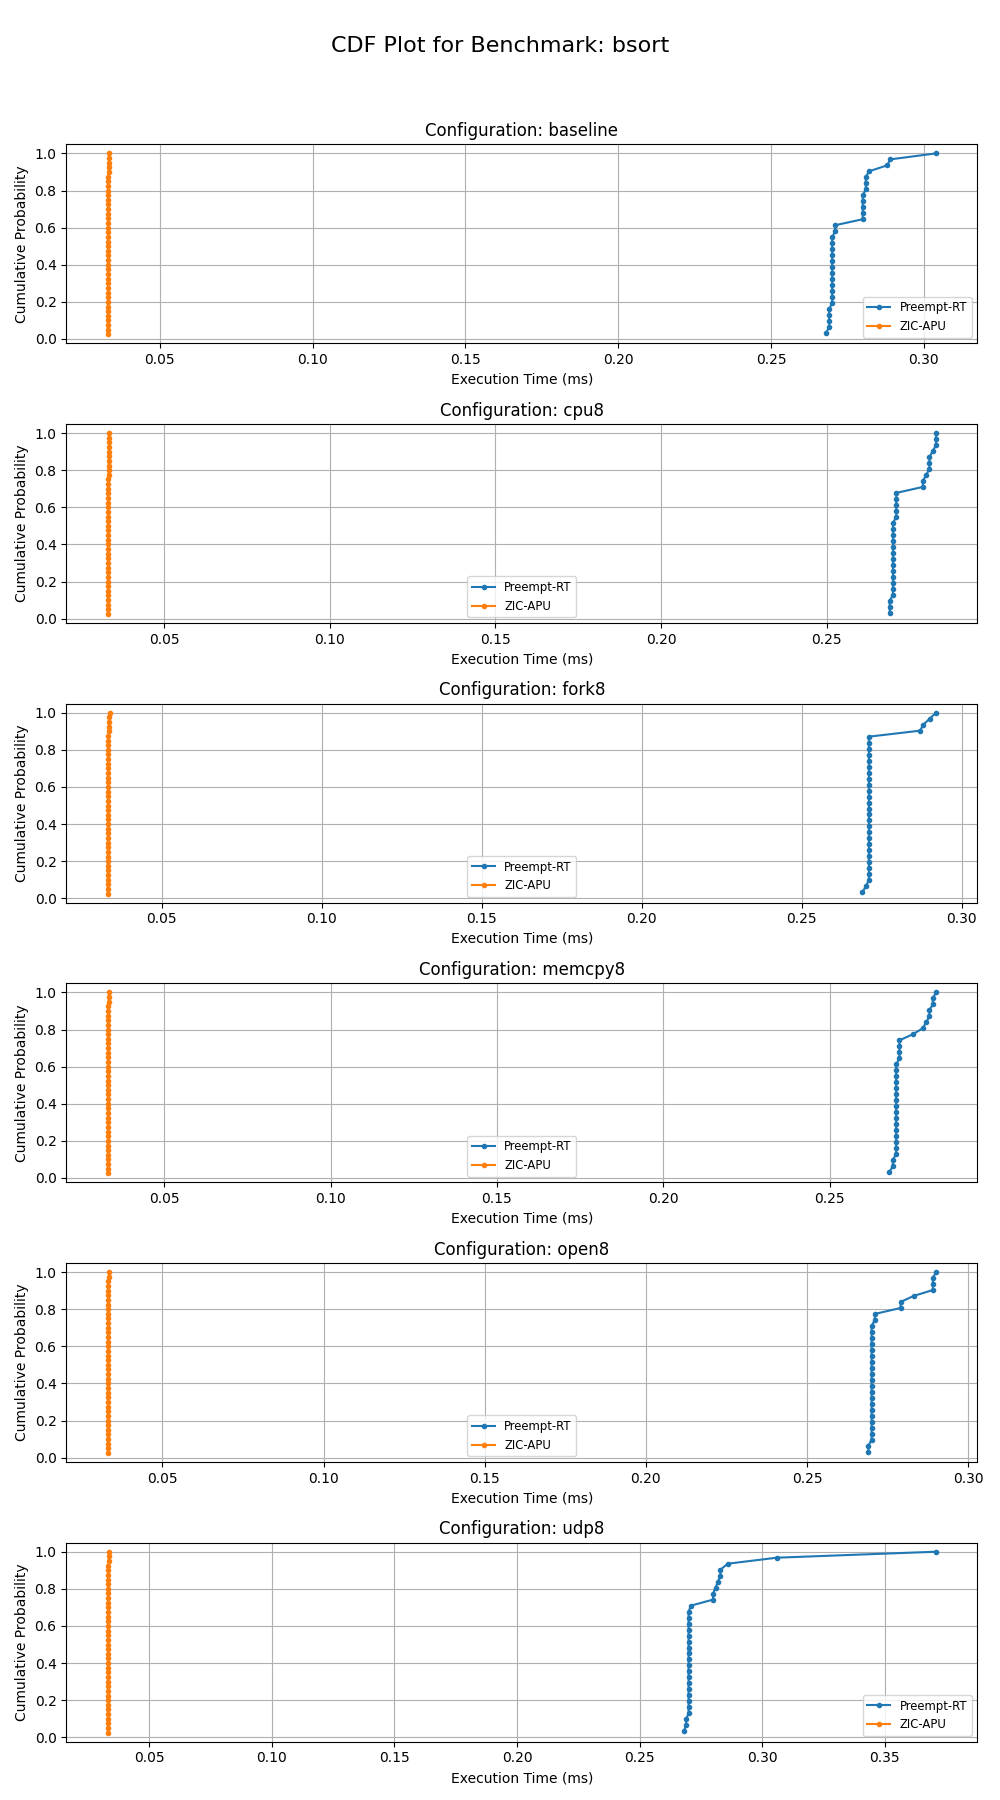 CDF Plot for Benchmark: bsort
Configuration: baseline
Cumulative Probability
1.0
0.8
0.6
0.4
0.2
0.0
Preempt-RT
ZIC-APU
0.05 0.10 0.15 0.20 0.25 0.30
Execution Time (ms)
Configuration: cpu8
Cumulative Probability
1.0
0.8
0.6
0.4
0.2
0.0
Preempt-RT
ZIC-APU
0.05 0.10 0.15 0.20 0.25
Execution Time (ms)
Configuration: fork8
Cumulative Probability
1.0
0.8
0.6
0.4
0.2
0.0
Preempt-RT
ZIC-APU
0.05 0.10 0.15 0.20 0.25 0.30
Execution Time (ms)
Configuration: memcpy8
Cumulative Probability
1.0
0.8
0.6
0.4
0.2
0.0
Preempt-RT
ZIC-APU
0.05 0.10 0.15 0.20 0.25
Execution Time (ms)
Configuration: open8
Cumulative Probability
1.0
0.8
0.6
0.4
0.2
0.0
Preempt-RT
ZIC-APU
0.05 0.10 0.15 0.20 0.25 0.30
Execution Time (ms)
Configuration: udp8
Cumulative Probability
1.0
0.8
0.6
0.4
0.2
0.0
Preempt-RT
ZIC-APU
0.05 0.10 0.15 0.20 0.25 0.30 0.35
Execution Time (ms)